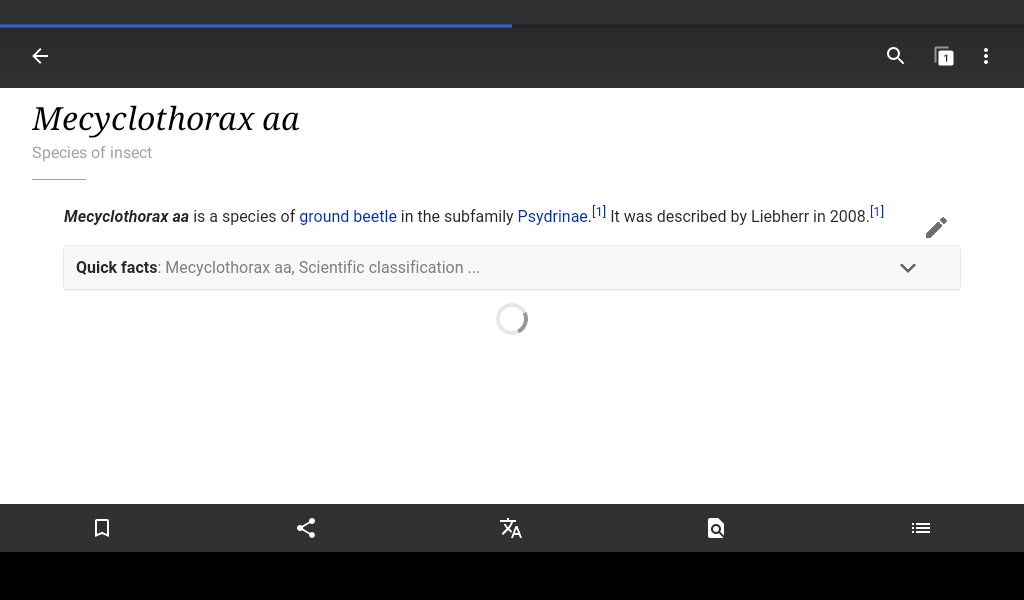 1
Mecyclothorax aa
Species of insect
Mecyclothorax aa is a species of ground beetle in the subfamily Psydrinae.[1] It was described by Liebherr in 2008.[1]
Quick facts: Mecyclothorax aa, Scientific classification ...